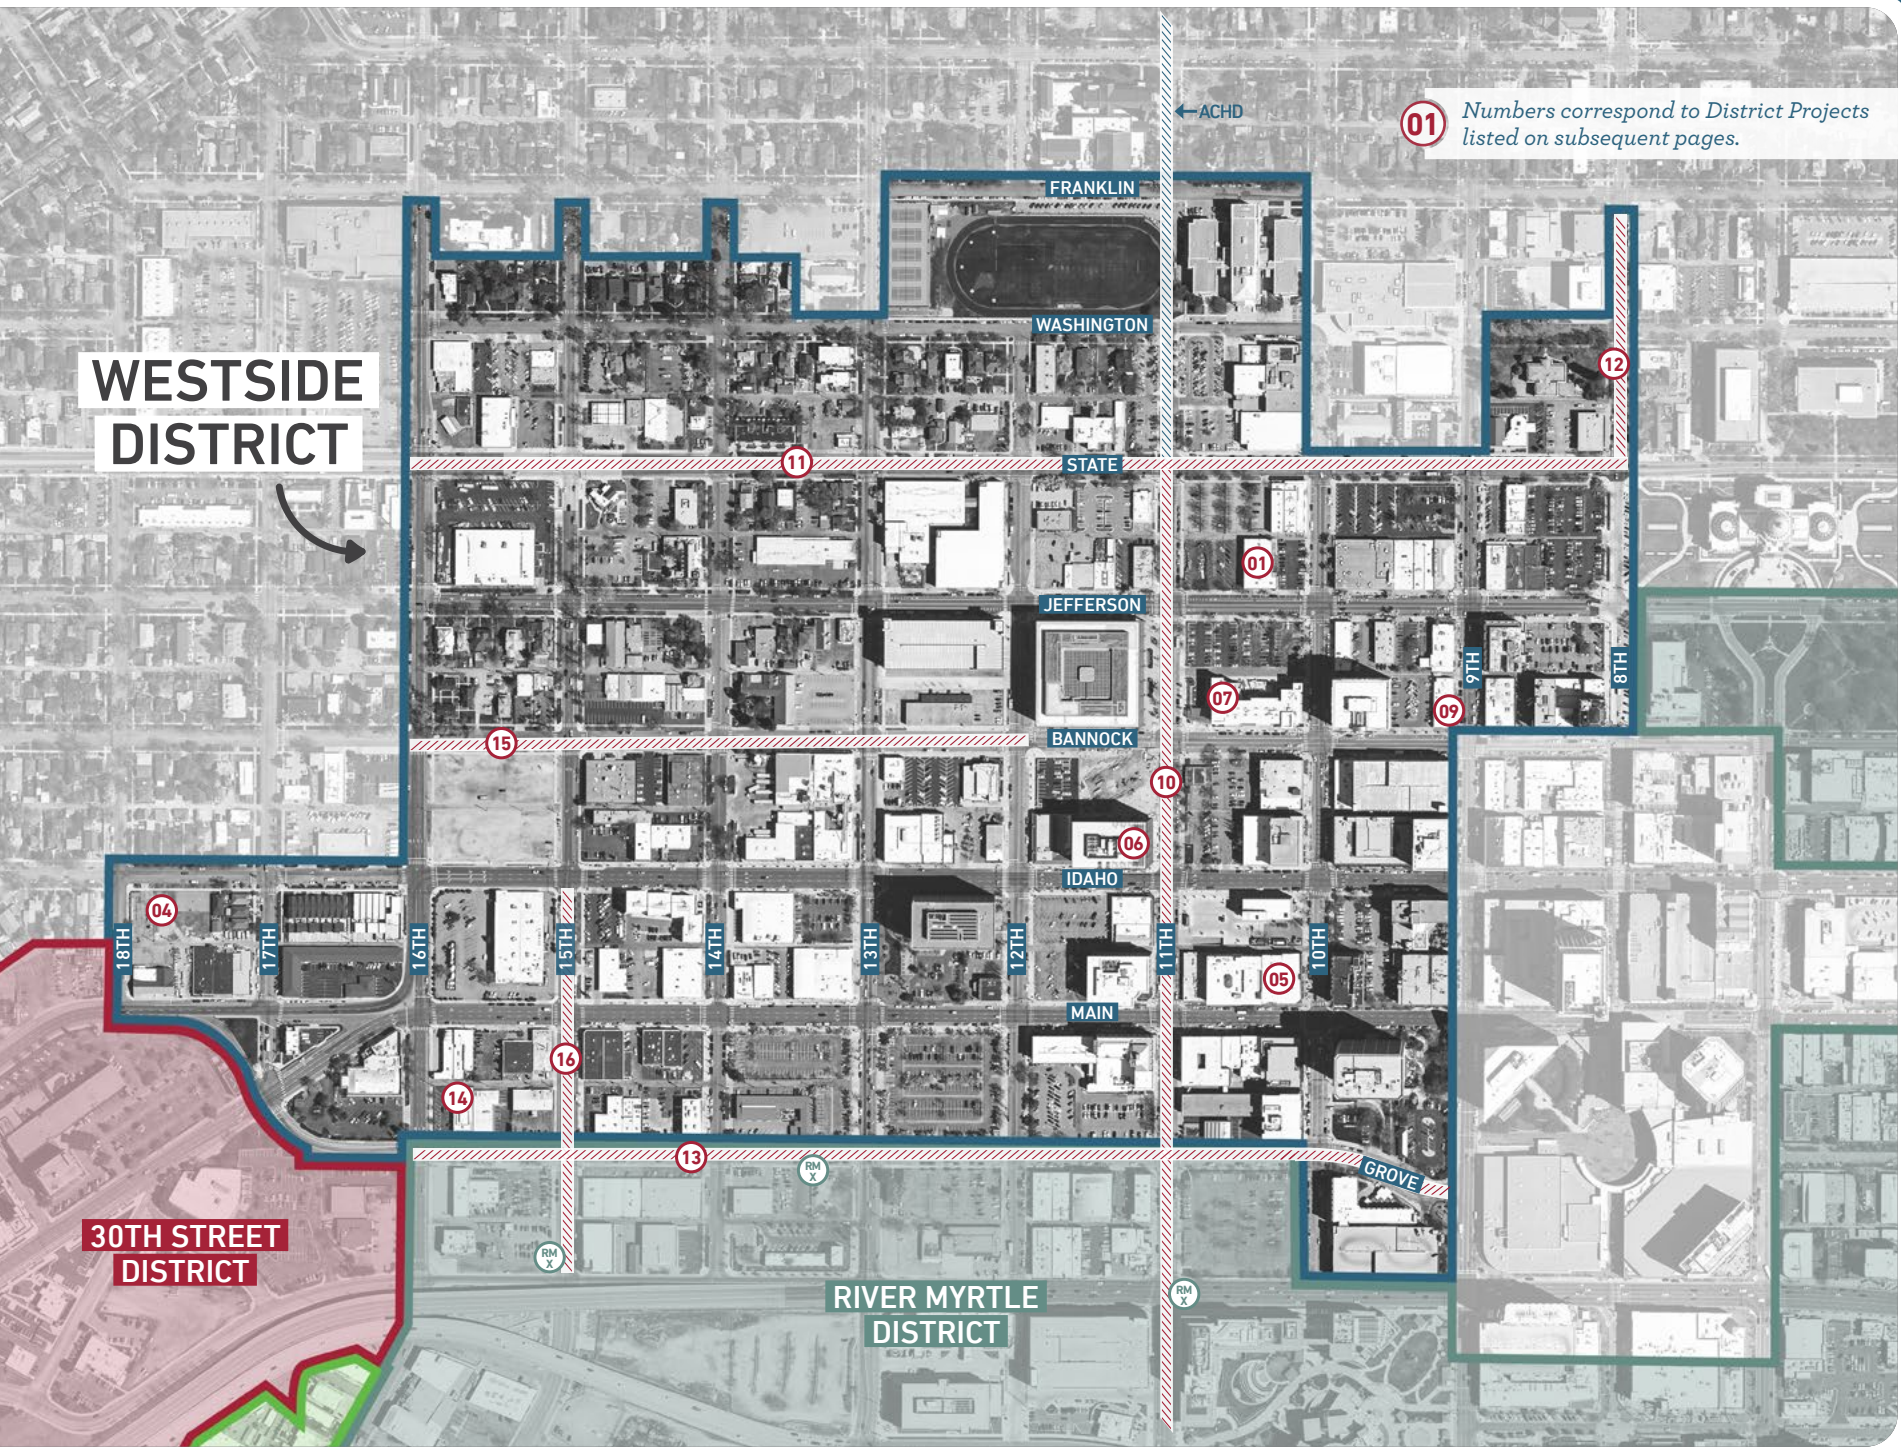 ←ACHD
01
Numbers correspond to District Projects
listed on subsequent pages.
FRANKLIN
WASHINGTON
12
WESTSIDE
DISTRICT
11
STATE
01
JEFFERSON
9TH
8TH
07
09
15
BANNOCK
10
06
IDAHO
04
18TH
17TH
16TH
15TH
14TH
13TH
12TH
11TH
10TH
05
MAIN
16
14
13
RM
X
GROVE
30TH STREET
DISTRICT
RM
X
RIVER MYRTLE
DISTRICT
RM
X